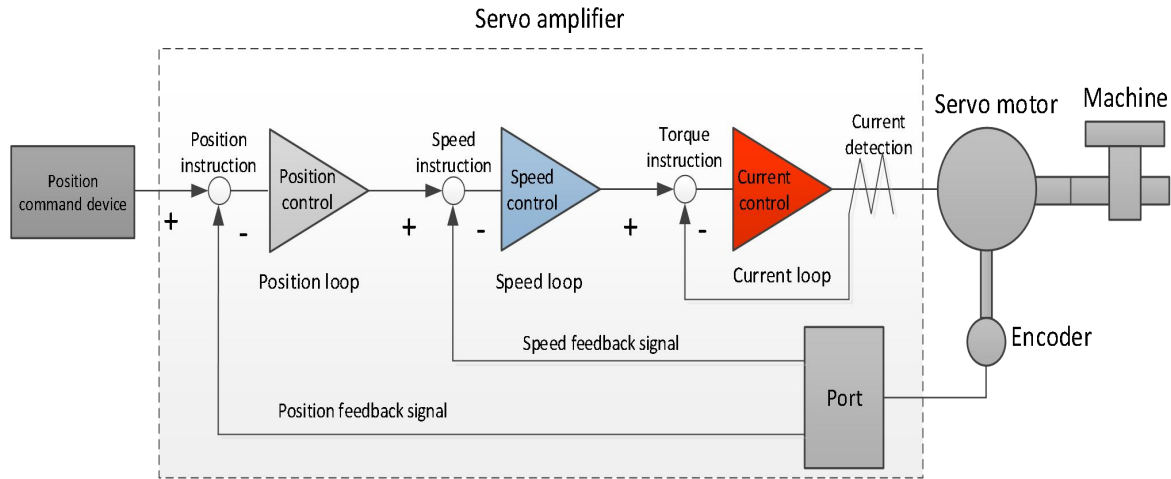 Servo amplifier
Position
command device
+
Position
instruction
-
Position
control
Position loop
Speed
instruction
+
-
Speed
control
Speed loop
Torque
instruction
+
-
Current
control
Current loop
Current
detection
Servo motor
Machine
Encoder
Port
Speed feedback signal
Position feedback signal